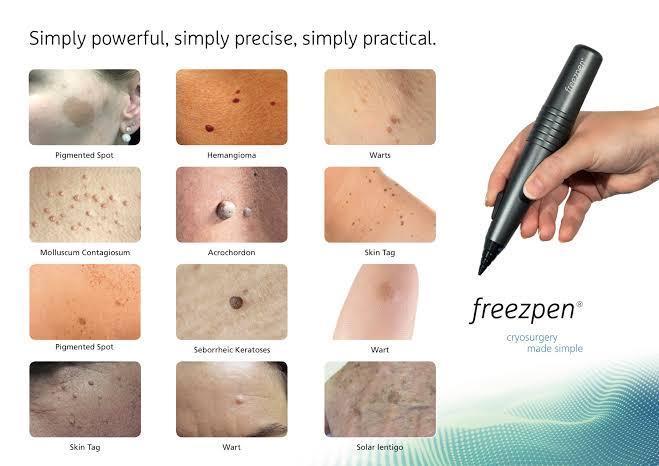 Simply powerful, simply precise, simply practical.
Pigmented Spot
Hemangioma
Warts
Molluscum Contagiosum
Acrochordon
Skin Tag
Pigmented Spot
Seborrheic Keratoses
Wart
Skin Tag
Wart
Solar lentigo
freezpen®
freezpen®
cryosurgery
made simple